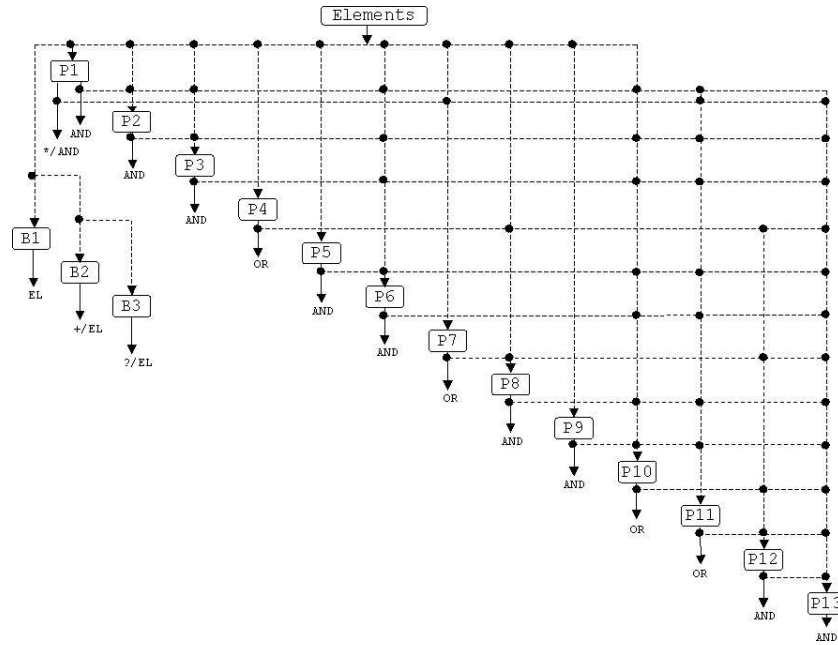 Elements
P1
P2
AND
*/AND
P3
AND
P4
AND
B1
P5
OR
B2
P6
EL
B3
AND
+/EL
P7
AND
?/EL
P8
OR
P9
AND
P10
AND
P11
OR
P12
OR
P13
AND
AND